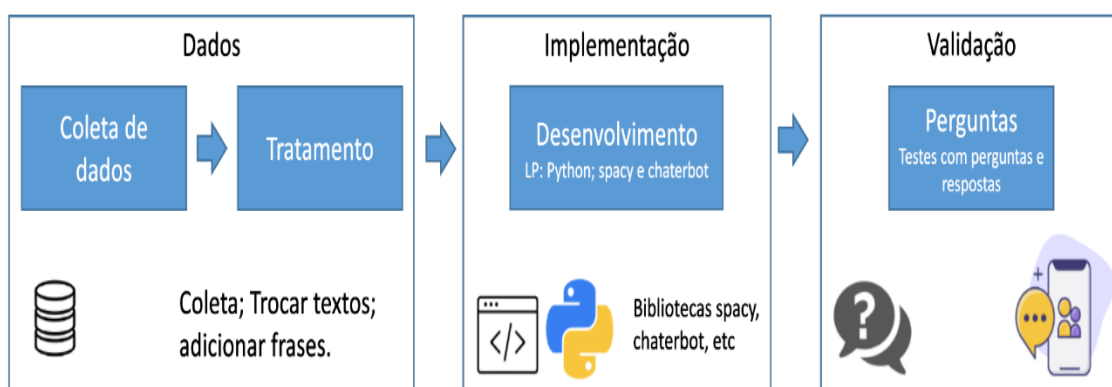 Dados
Coleta de
dados
Tratamento
Coleta; Trocar textos;
adicionar frases.
Implementação
Desenvolvimento
LP: Python; spacy e chaterbot
Bibliotecas spacy,
chaterbot, etc
Validação
Perguntas
Testes com perguntas e
respostas